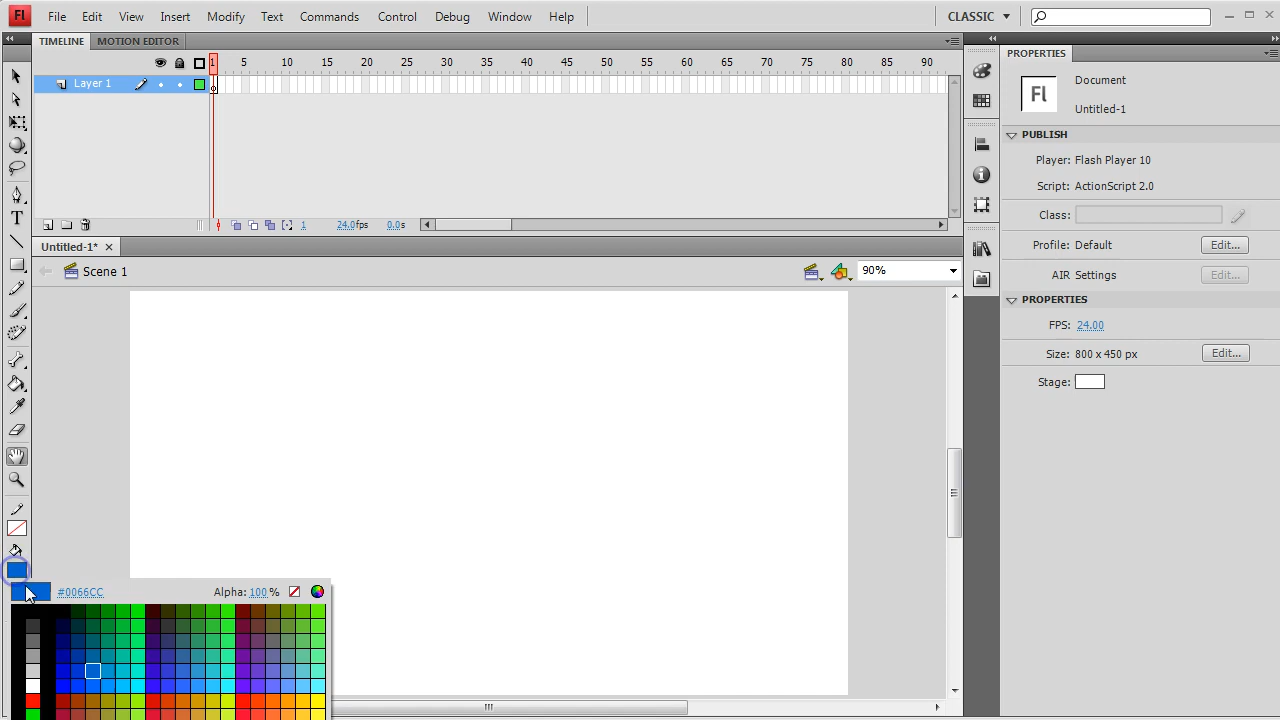 Fl File Edit View Insert Modify Text Commands Control Debug Window Help CLASSIC
TIMELINE MOTION EDITOR PROPERTIES
1 5 10 15 20 25 30 35 40 45 50 55 60 65 70 75 80 85 90
Layer 1
Fl Document
Untitled-1
PUBLISH
Player: Flash Player 10
Script: ActionScript 2.0
Class:
1 24.0fps 0.0s
Untitled-1*
Profile: Default Edit...
Scene 1 90%
AIR Settings Edit...
PROPERTIES
FPS: 24.00
Size: 800 x 450 px Edit...
Stage:
#0066CC Alpha: 100 %